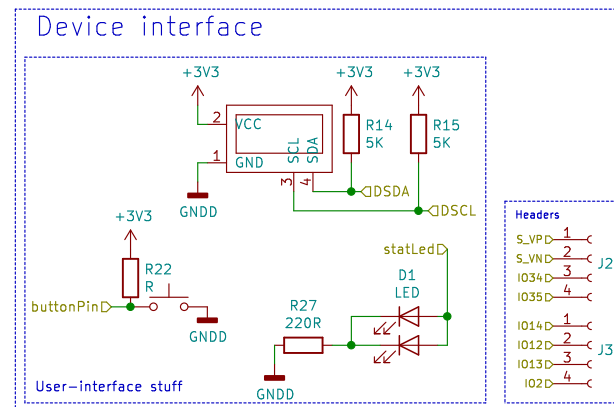 Device interface
+3V3
+3V3
+3V3
2
VCC
1
GND
SCL
SDA
3
4
R14
5K
R15
5K
DSDA
DSCL
GNDD
+3V3
R22
R
buttonPin
GNDD
statLed
D1
LED
R27
220R
GNDD
User-interface stuff
Headers
S_VP 1
S_VN 2
IO34 3
IO35 4
J2
IO14 1
IO12 2
IO13 3
IO2 4
J3